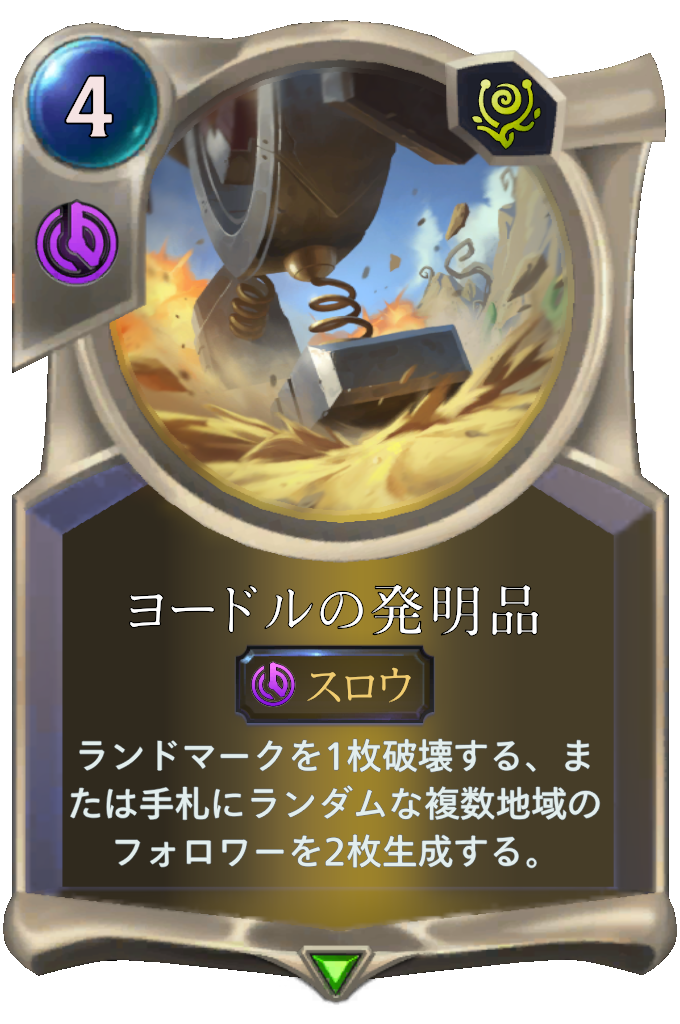 4
ヨードルの発明品
スロウ
ランドマークを1枚破壊する、ま
たは手札にランダムな複数地域の
フォロワーを2枚生成する。